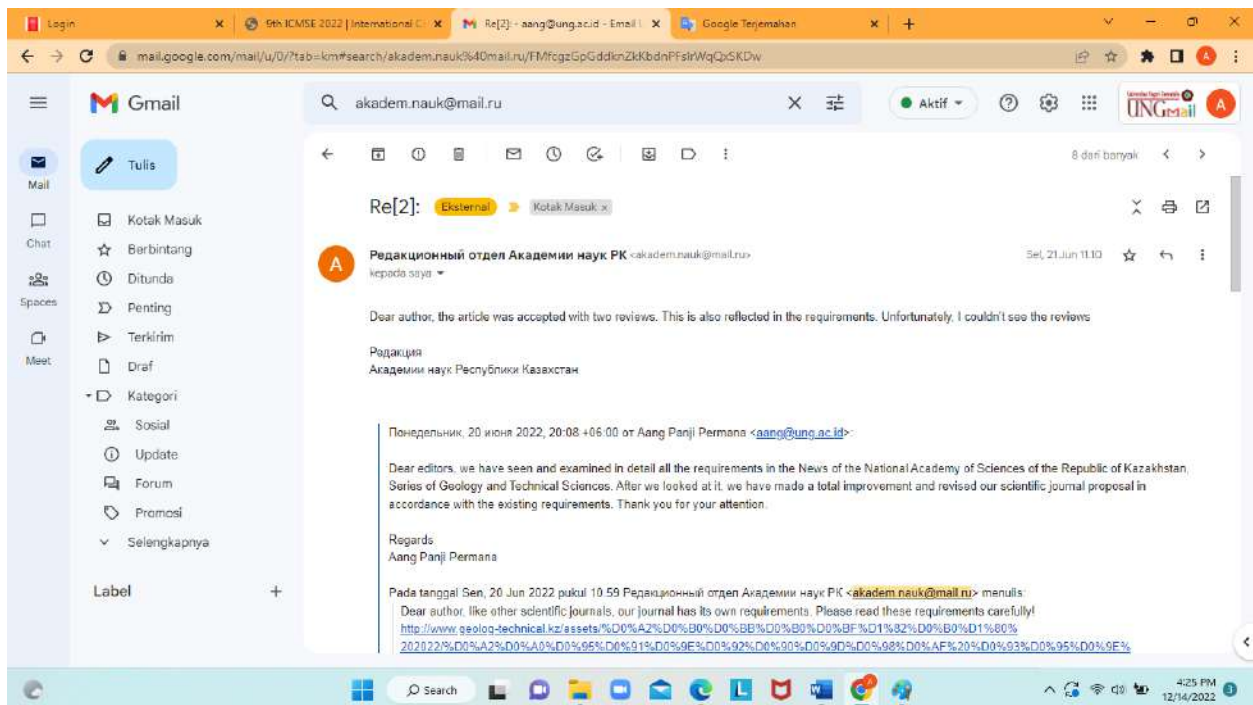 Login
9th ICMSE 2022 | International C
Re[2]: - aang@ung.ac.id - Email
Google Terjemahan
mail.google.com/mail/u/0/?tab=km#search/akadem.nauk%40mail.ru/
Gmail
akadem.nauk@mail.ru
Aktif
UNGmail
A
Mail
Chat
Spaces
Meet
Tulis
Kotak Masuk
Berbintang
Ditunda
Penting
Terkirim
Draf
Kategori
Sosial
Update
Forum
Promosi
Selengkapnya
Label
8 dari banyak
Re[2]: Eksternal Kotak Masuk x
A
Редакционный отдел Академии наук РК <akadem.nauk@mail.ru>
Sel, 21 Jun 11.10
kepada saya
Dear author, the article was accepted with two reviews. This is also reflected in the requirements. Unfortunately, I couldn't see the reviews
Редакция
Академии наук Республики Казахстан
Понедельник, 20 июня 2022, 20:08 +06:00 от Aang Panji Permana <aang@ung.ac.id>:
Dear editors, we have seen and examined in detail all the requirements in the News of the National Academy of Sciences of the Republic of Kazakhstan,
Series of Geology and Technical Sciences. After we looked at it, we have made a total improvement and revised our scientific journal proposal in
accordance with the existing requirements. Thank you for your attention.
Regards
Aang Panji Permana
Pada tanggal Sen, 20 Jun 2022 pukul 10.59 Редакционный отдел Академии наук РК <akadem.nauk@mail.ru> menulis:
Dear author, like other scientific journals, our journal has its own requirements. Please read these requirements carefully!
http://www.geolog-technical.kz/assets/%D0%A2%D0%B0%D0%BB%D0%B0%D0%BF%D1%82%D0%B0%D1%80%
202022/%D0%A2%D0%A0%D0%95%D0%91%D0%9E%D0%92%D0%90%D0%9D%D0%98%D0%AF%20%D0%93%D0%95%D0%9E%
Search
4:25 PM
12/14/2022
3